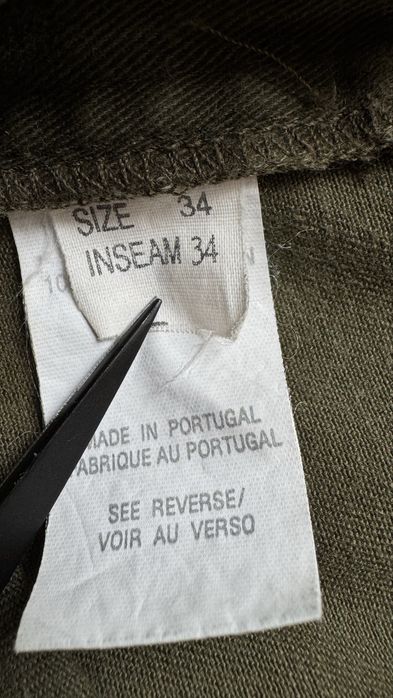 SIZE 34
INSEAM 34
MADE IN PORTUGAL
FABRIQUE AU PORTUGAL
SEE REVERSE/
VOIR AU VERSO